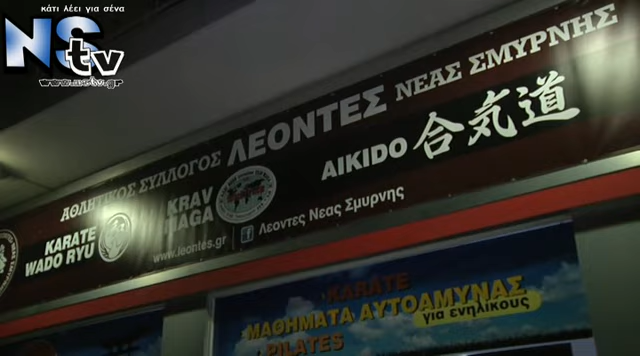 κάτι λέει για σένα
NS
tv
www.nstv.gr
ΑΘΛΗΤΙΚΟΣ ΣΥΛΛΟΓΟΣ ΛΕΟΝΤΕΣ ΝΕΑΣ ΣΜΥΡΝΗΣ
KARATE
WADO RYU
KRAV
MAGA
AIKIDO 合気道
www.leontes.gr
f Λεοντες Νεας Σμυρνης
KARATE
ΜΑΘΗΜΑΤΑ ΑΥΤΟΑΜΥΝΑΣ
για ενηλίκους
PILATES